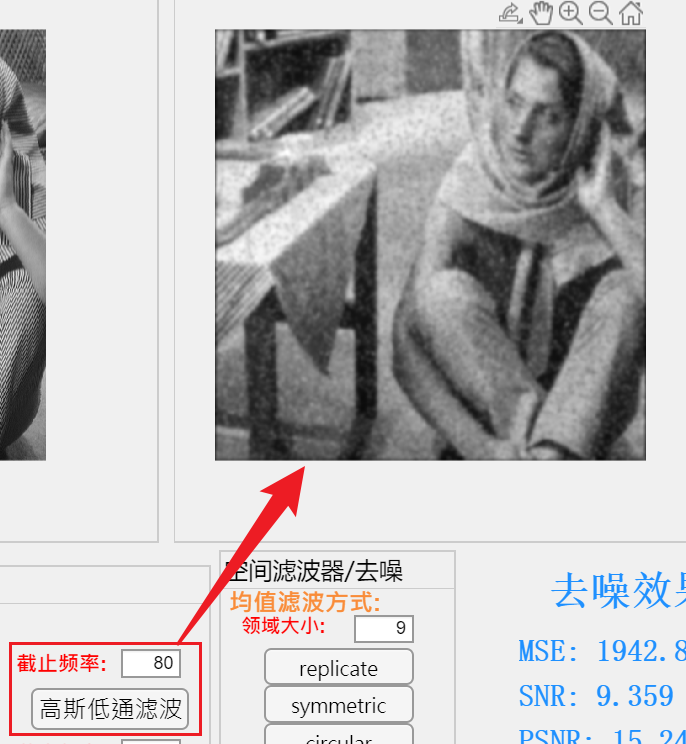 空间滤波器/去噪
均值滤波方式:
领域大小: 9
replicate
symmetric
circular
截止频率: 80
高斯低通滤波
去噪效
MSE: 1942.8
SNR: 9.359
PSNR: 15.24